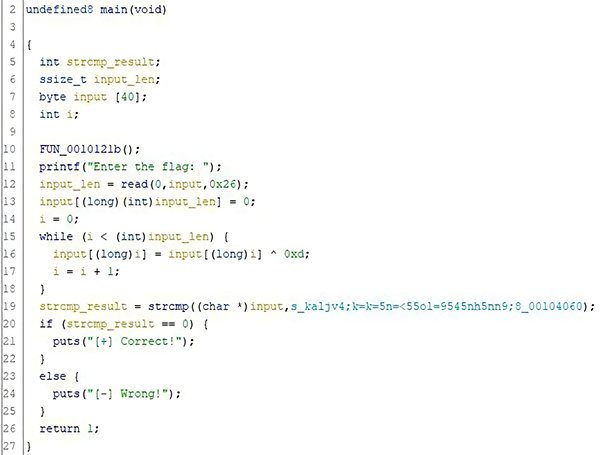 2 undefined8 main(void)
3
4 {
5 int strcmp_result;
6 ssize_t input_len;
7 byte input [40];
8 int i;
9
10 FUN_0010121b();
11 printf("Enter the flag: ");
12 input_len = read(0,input,0x26);
13 input[(long)(int)input_len] = 0;
14 i = 0;
15 while (i < (int)input_len) {
16 input[(long)i] = input[(long)i] ^ 0xd;
17 i = i + 1;
18 }
19 strcmp_result = strcmp((char *)input,s_kaljv4;k=k=5n=<55ol=9545nh5nn9;8_00104060);
20 if (strcmp_result == 0) {
21 puts("[+] Correct!");
22 }
23 else {
24 puts("[-] Wrong!");
25 }
26 return 1;
27 }